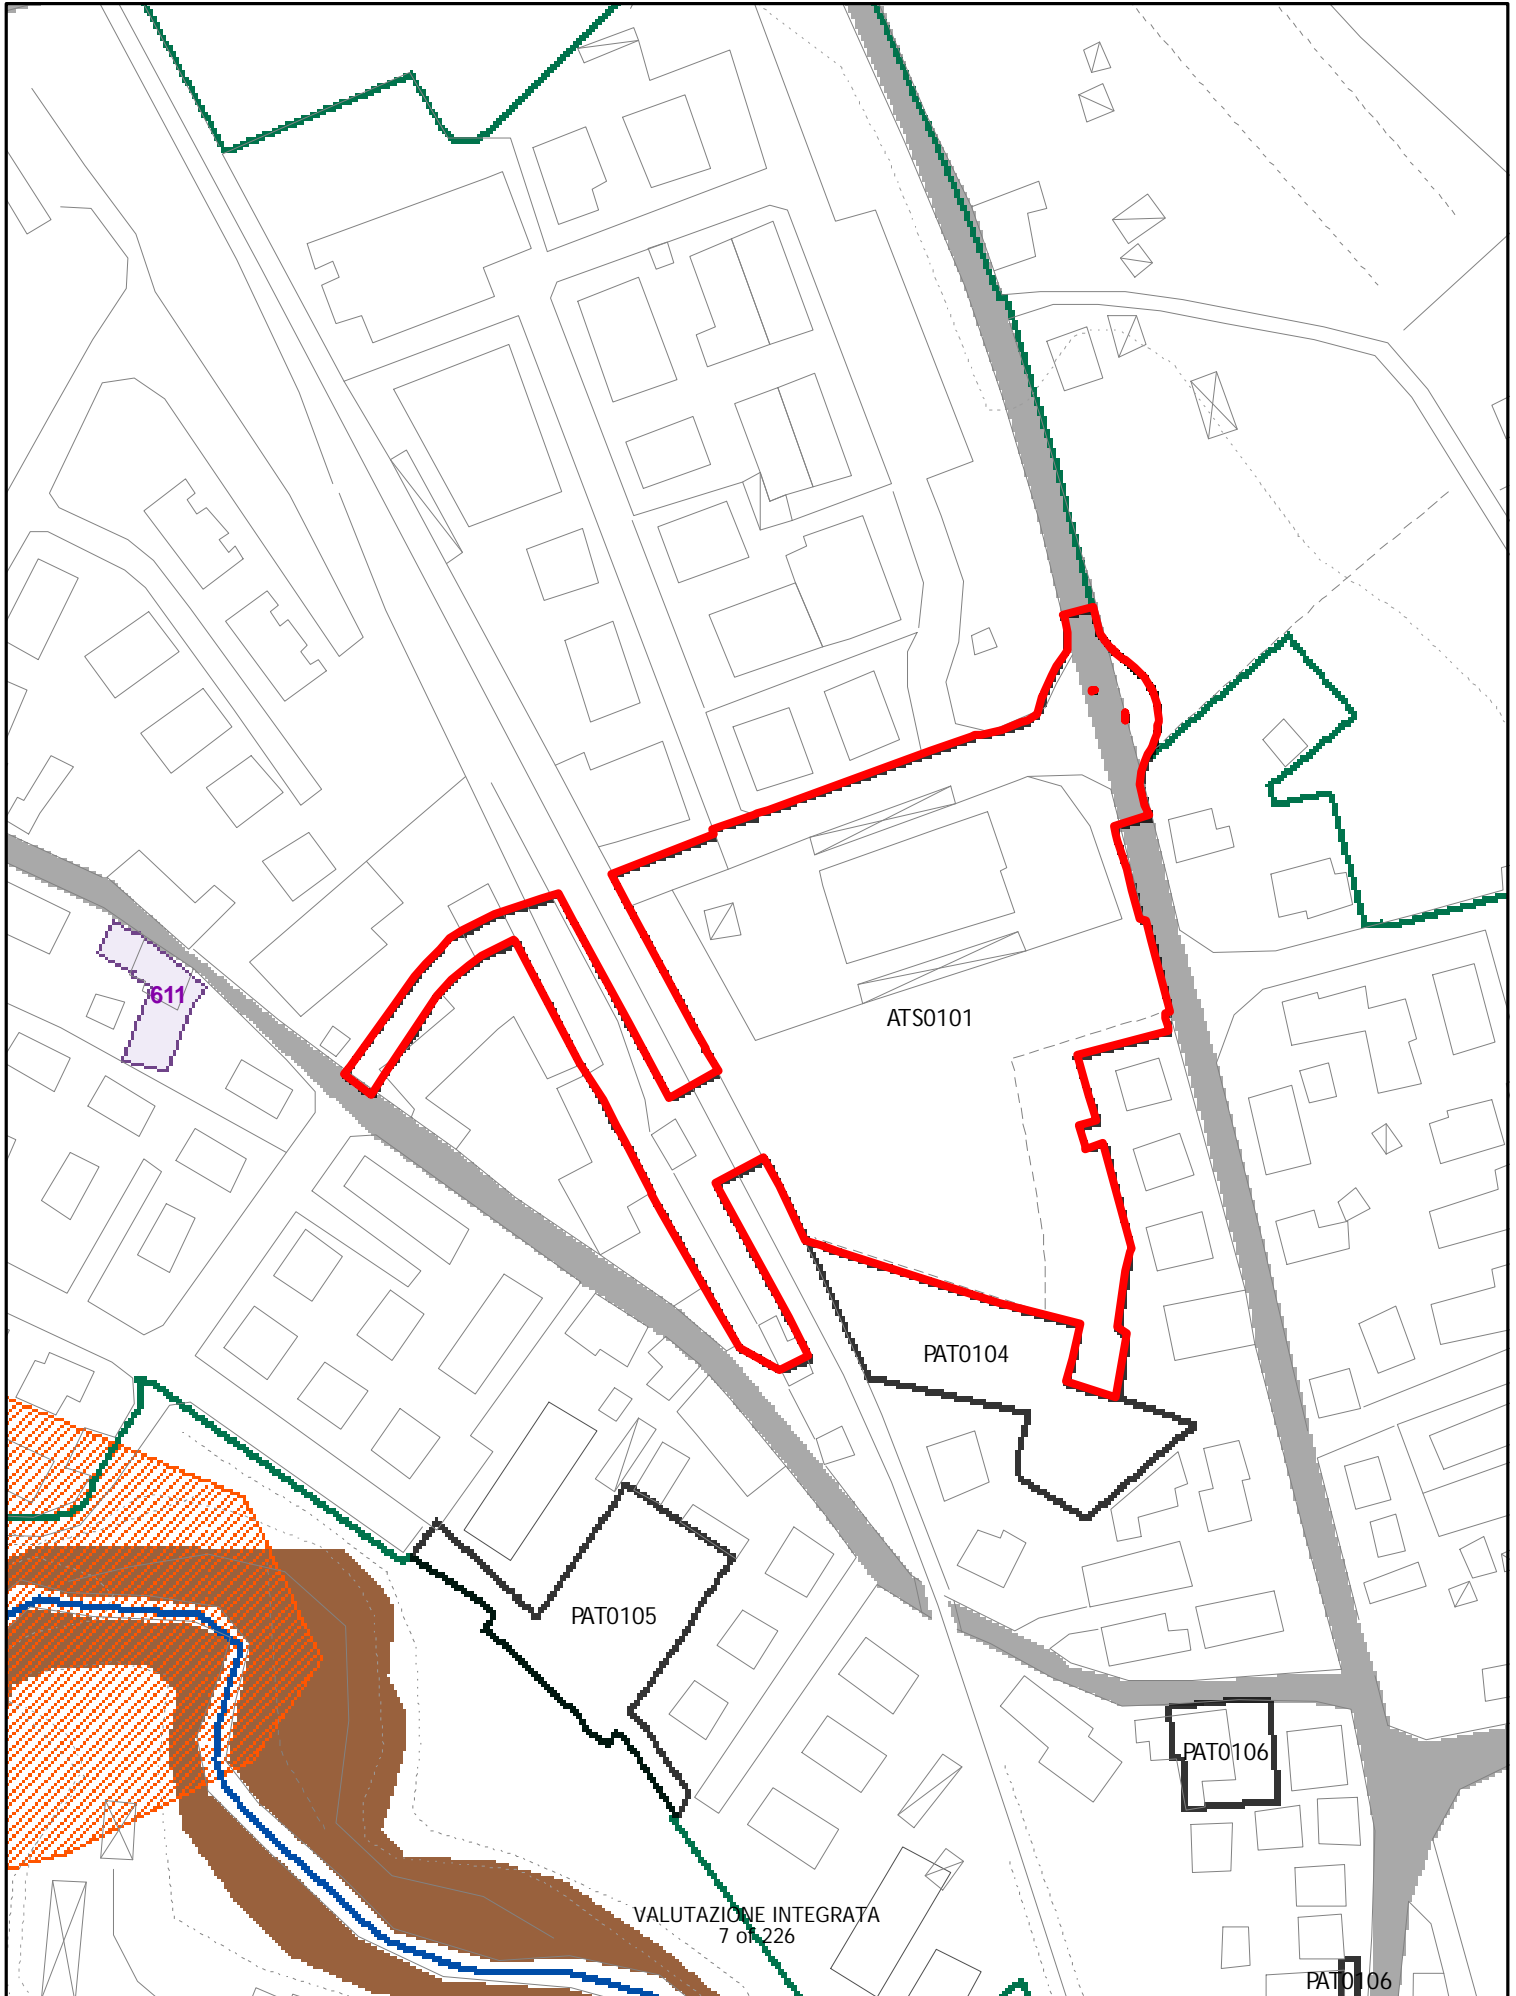 611
ATS0101
PAT0104
PAT0105
PAT0106
VALUTAZIONE INTEGRATA
7 of 226
PAT0106